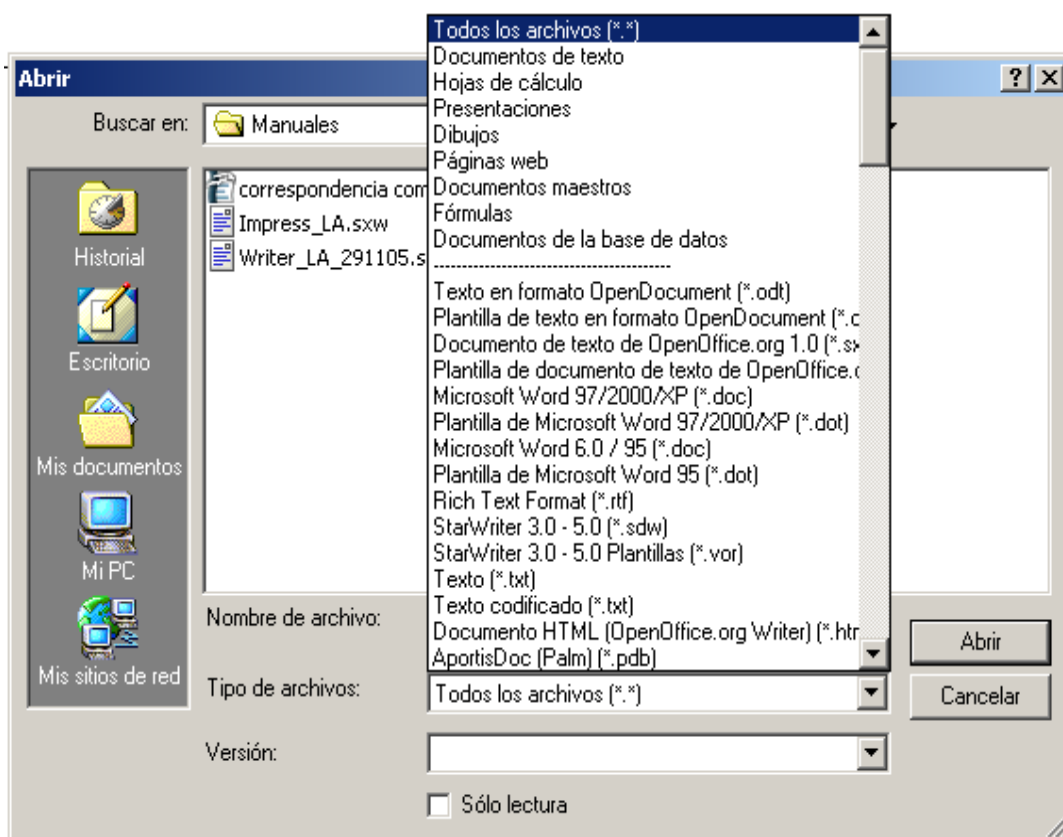 Abrir
Buscar en:
Manuales
Historial
Escritorio
Mis documentos
Mi PC
Mis sitios de red
correspondencia com
Impress_LA.sxw
Writer_LA_291105.s
Todos los archivos (*.*)
Documentos de texto
Hojas de cálculo
Presentaciones
Dibujos
Páginas web
Documentos maestros
Fórmulas
Documentos de la base de datos
------------------------------------------
Texto en formato OpenDocument (*.odt)
Plantilla de texto en formato OpenDocument (*.o
Documento de texto de OpenOffice.org 1.0 (*.sx
Plantilla de documento de texto de OpenOffice.o
Microsoft Word 97/2000/XP (*.doc)
Plantilla de Microsoft Word 97/2000/XP (*.dot)
Microsoft Word 6.0 / 95 (*.doc)
Plantilla de Microsoft Word 95 (*.dot)
Rich Text Format (*.rtf)
StarWriter 3.0 - 5.0 (*.sdw)
StarWriter 3.0 - 5.0 Plantillas (*.vor)
Texto (*.txt)
Texto codificado (*.txt)
Documento HTML (OpenOffice.org Writer) (*.htm
AportisDoc (Palm) (*.pdb)
Nombre de archivo:
Abrir
Tipo de archivos:
Todos los archivos (*.*)
Cancelar
Versión:
Sólo lectura